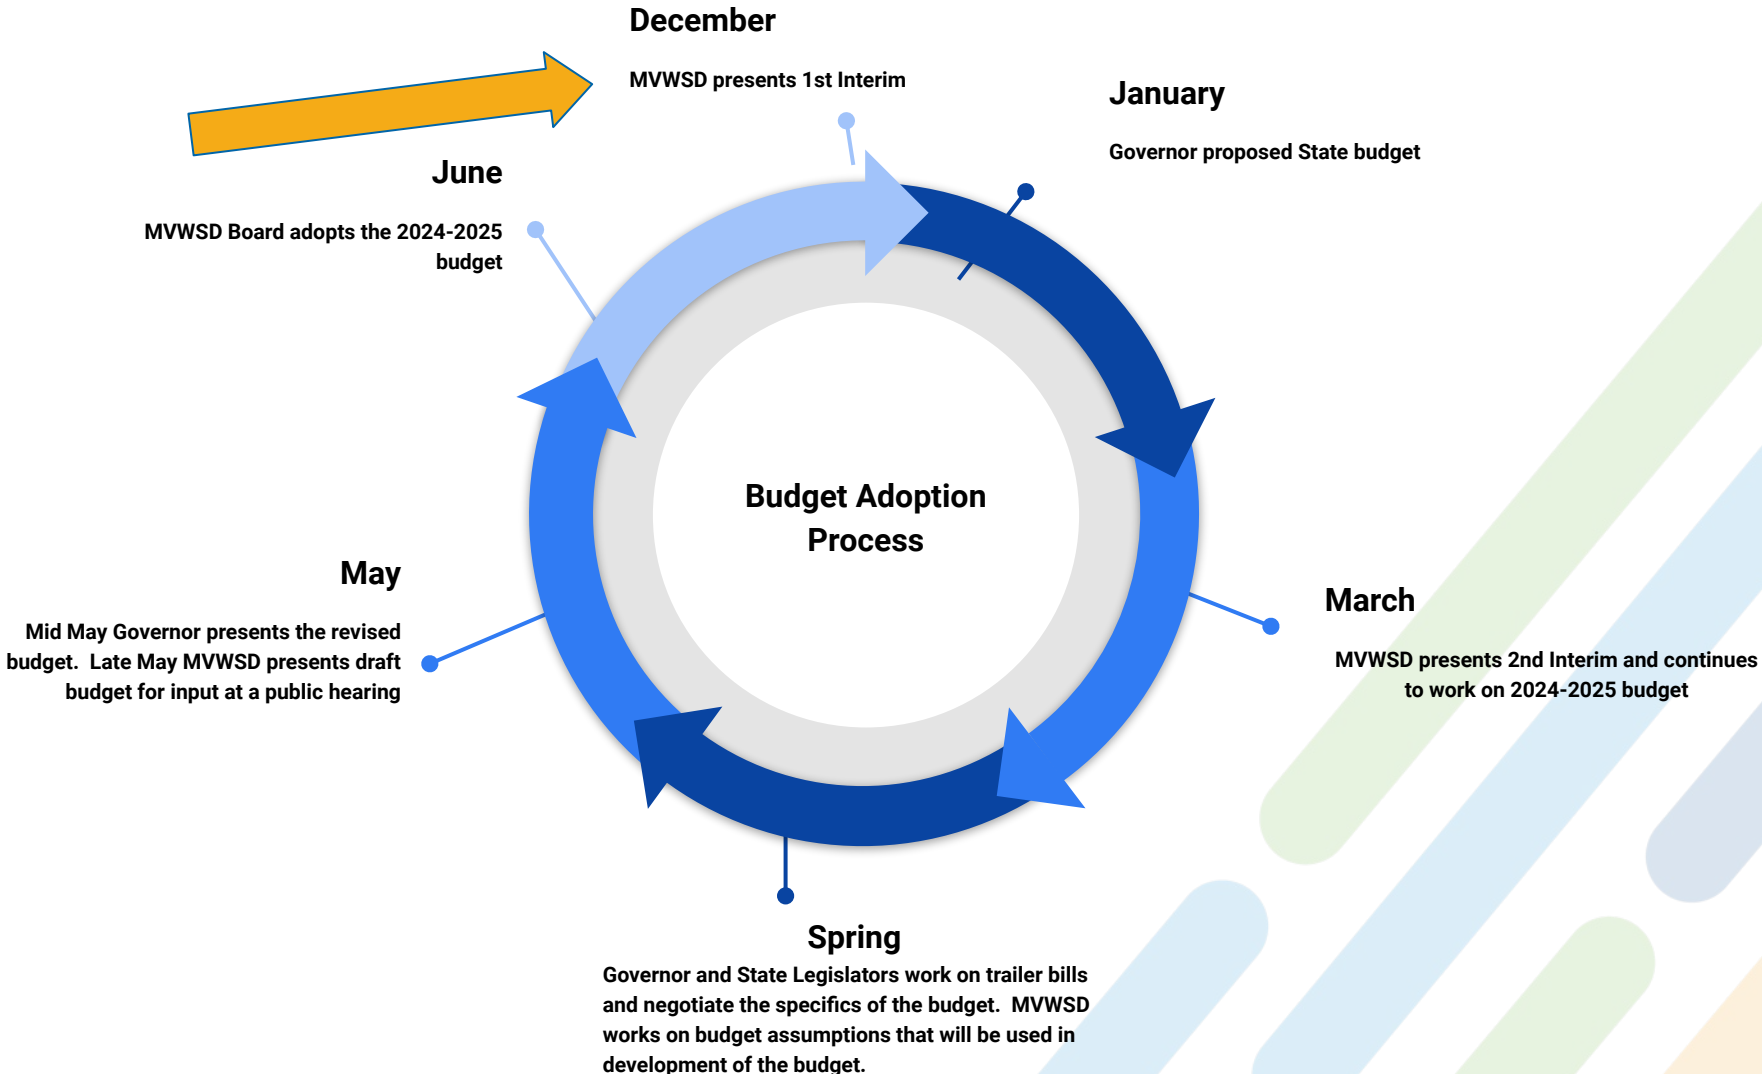 December
MVWSD presents 1st Interim
January
Governor proposed State budget
March
MVWSD presents 2nd Interim and continues
to work on 2024-2025 budget
Spring
Governor and State Legislators work on trailer bills
and negotiate the specifics of the budget.  MVWSD
works on budget assumptions that will be used in
development of the budget.
May
Mid May Governor presents the revised
budget.  Late May MVWSD presents draft
budget for input at a public hearing
June
MVWSD Board adopts the 2024-2025
budget
Budget Adoption
Process